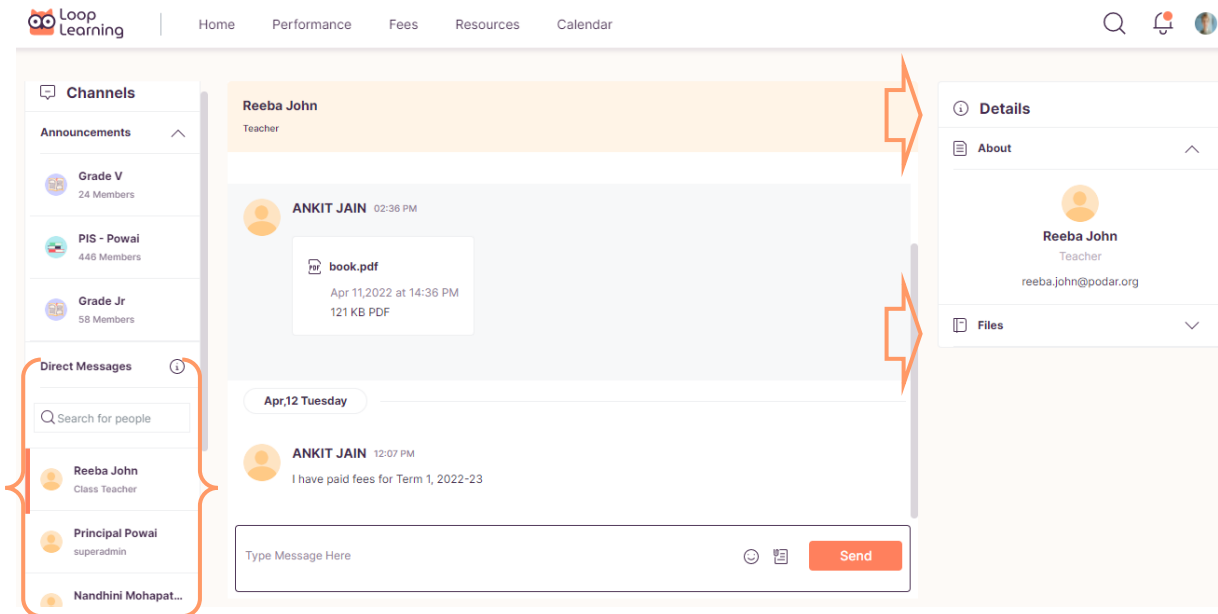 Loop
Learning
Home
Performance
Fees
Resources
Calendar
Channels
Announcements
Grade V
24 Members
PIS - Powai
446 Members
Grade Jr
58 Members
Direct Messages
Search for people
Reeba John
Class Teacher
Principal Powai
superadmin
Nandhini Mohapat...
Reeba John
Teacher
ANKIT JAIN 02:36 PM
PDF book.pdf
Apr 11,2022 at 14:36 PM
121 KB PDF
Apr,12 Tuesday
ANKIT JAIN 12:07 PM
I have paid fees for Term 1, 2022-23
Type Message Here
Send
Details
About
Reeba John
Teacher
reeba.john@podar.org
Files